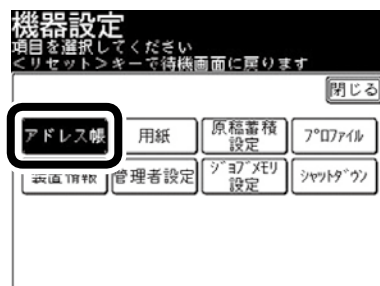 機器設定
項目を選択してください
<リセット>キーで待機画面に戻ります
閉じる
アドレス帳 用紙 原稿蓄積 ﾌﾟﾛﾌｧｲﾙ
設定
装置情報 管理者設定 ｼﾞｮﾌﾞﾒﾓﾘ ｼｬｯﾄﾀﾞｳﾝ
設定